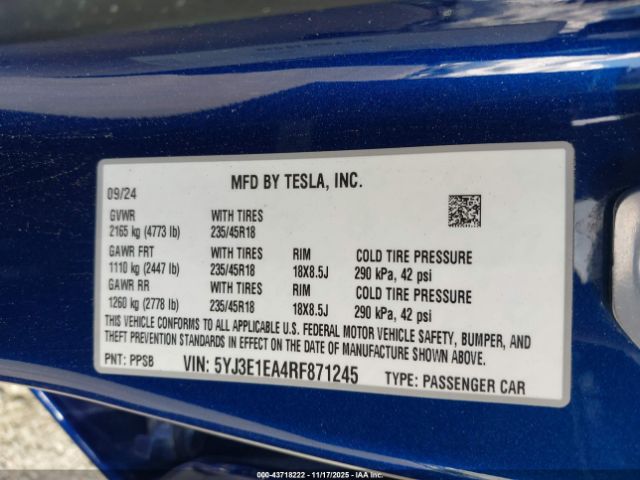 09/24 MFD BY TESLA, INC.
GVWR WITH TIRES
2165 kg (4773 lb) 235/45R18
GAWR FRT WITH TIRES RIM COLD TIRE PRESSURE
1110 kg (2447 lb) 235/45R18 18X8.5J 290 kPa, 42 psi
GAWR RR WITH TIRES RIM COLD TIRE PRESSURE
1260 kg (2778 lb) 235/45R18 18X8.5J 290 kPa, 42 psi
THIS VEHICLE CONFORMS TO ALL APPLICABLE U.S. FEDERAL MOTOR VEHICLE SAFETY, BUMPER, AND
THEFT PREVENTION STANDARDS IN EFFECT ON THE DATE OF MANUFACTURE SHOWN ABOVE.
PNT: PPSB VIN: 5YJ3E1EA4RF871245 TYPE: PASSENGER CAR
000-43718222 - 11/17/2025 - IAA Inc.